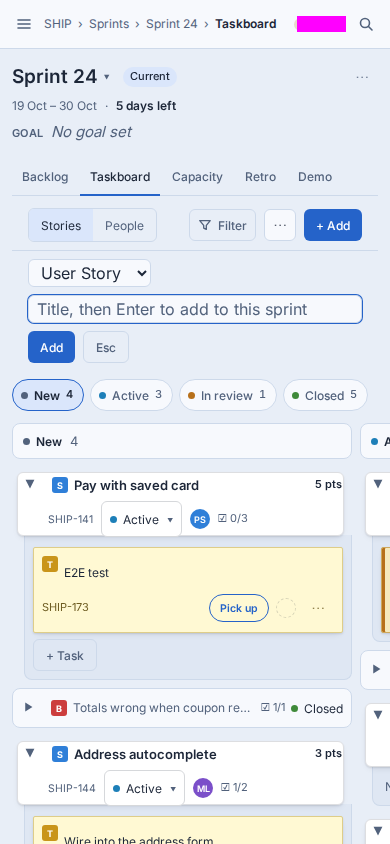 SHIP › Sprints › Sprint 24 › Taskboard
Sprint 24 ▾ Current ···
19 Oct – 30 Oct · 5 days left
GOAL No goal set
Backlog Taskboard Capacity Retro Demo
Stories People Filter ··· + Add
User Story
Title, then Enter to add to this sprint
Add Esc
New 4 Active 3 In review 1 Closed 5
New 4
S Pay with saved card 5 pts
SHIP-141 Active ▾ PS ☑ 0/3
T E2E test
SHIP-173 Pick up ···
+ Task
B Totals wrong when coupon re... ☑ 1/1 Closed
S Address autocomplete 3 pts
SHIP-144 Active ▾ ML ☑ 1/2
T Wire into the address form